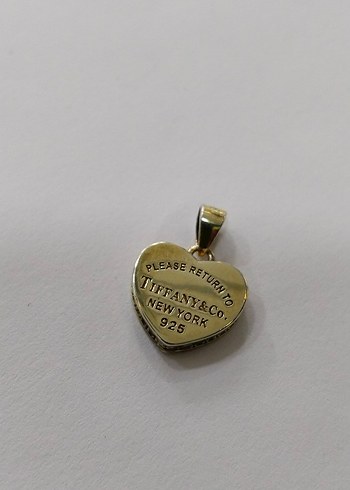 PLEASE RETURN TO
TIFFANY & Co.
NEW YORK
925